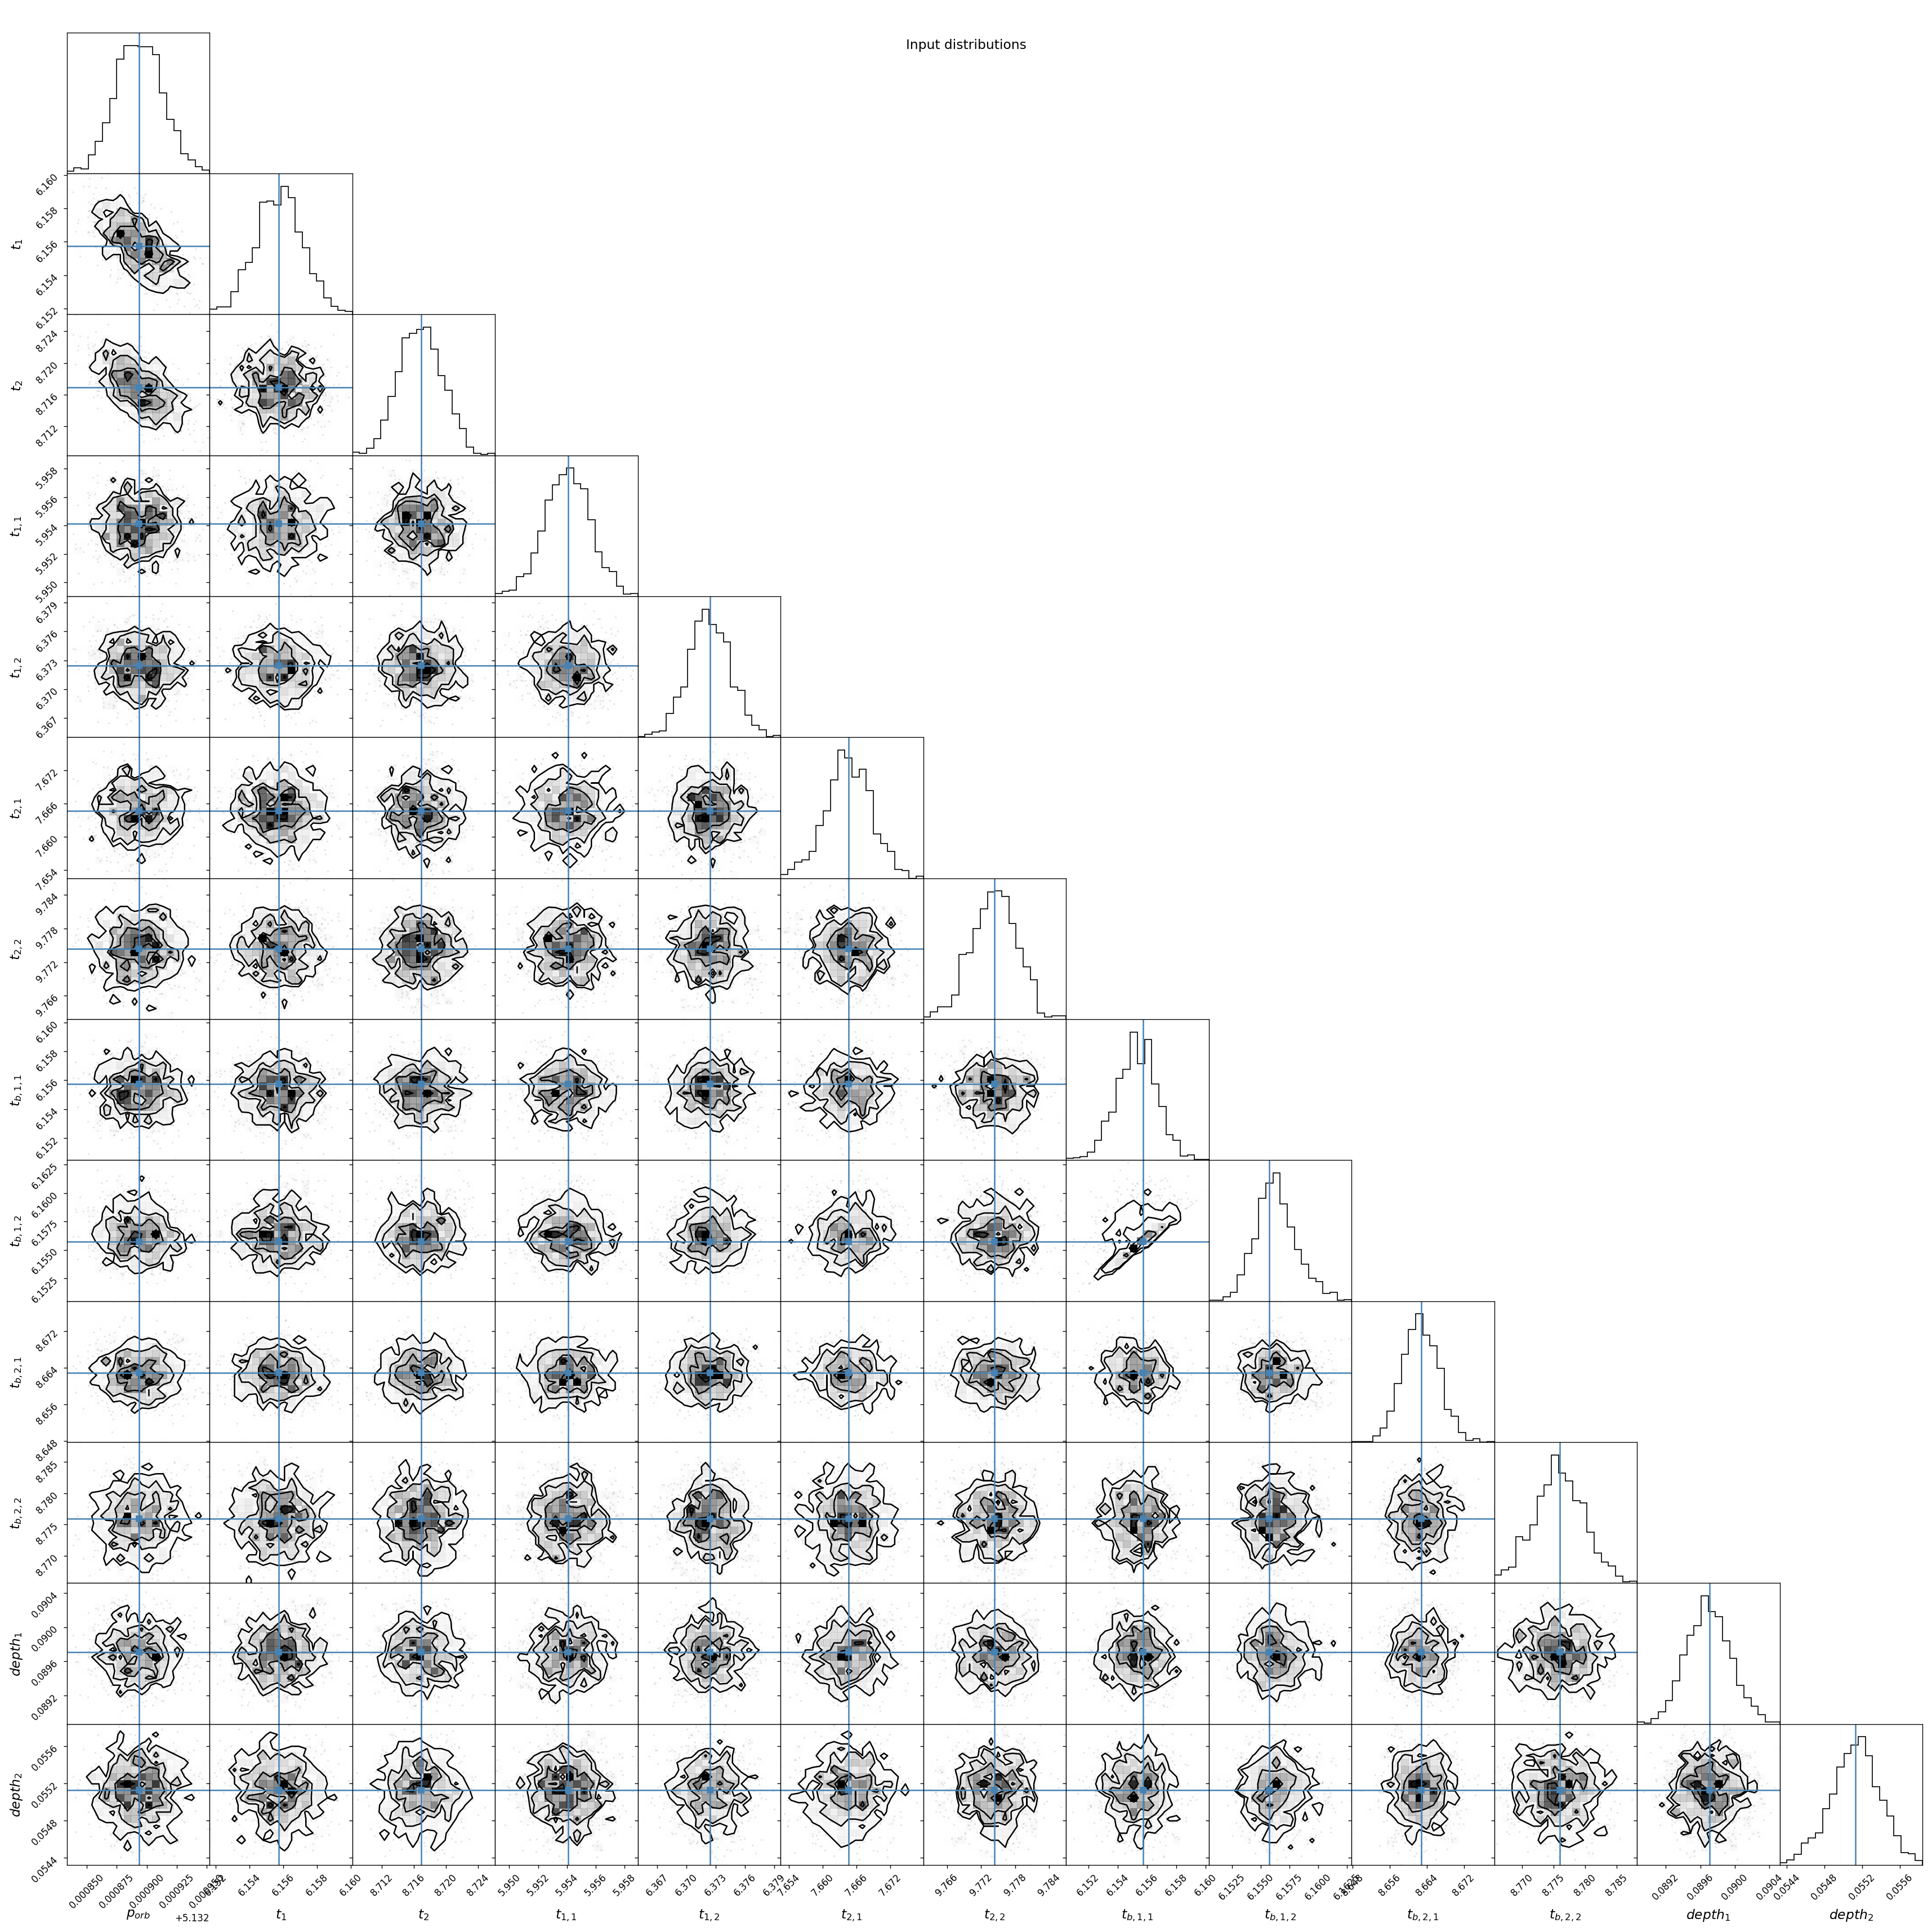 Input distributions
6.160
6.158
6.156
6.154
6.152
t₁
8.724
8.720
8.716
8.712
t₂
5.958
5.956
5.954
5.952
5.950
t₁,₁
6.379
6.376
6.373
6.370
6.367
t₁,₂
7.672
7.666
7.660
7.654
t₂,₁
9.784
9.778
9.772
9.766
t₂,₂
6.160
6.158
6.156
6.154
6.152
t_b,1,1
6.1625
6.1600
6.1575
6.1550
6.1525
t_b,1,2
8.672
8.664
8.656
8.648
t_b,2,1
8.785
8.780
8.775
8.770
t_b,2,2
0.0904
0.0900
0.0896
0.0892
depth₁
0.0556
0.0552
0.0548
0.0544
depth₂
0.000850 0.000875 0.000900 0.000925
+5.132
p_orb
6.154 6.156 6.158 6.160
t₁
8.712 8.716 8.720 8.724
t₂
5.950 5.952 5.954 5.956 5.958
t₁,₁
6.367 6.370 6.373 6.376 6.379
t₁,₂
7.654 7.660 7.666 7.672
t₂,₁
9.766 9.772 9.778 9.784
t₂,₂
6.152 6.154 6.156 6.158 6.160
t_b,1,1
6.1525 6.1550 6.1575 6.1600
t_b,1,2
8.656 8.664 8.672
t_b,2,1
8.770 8.775 8.780 8.785
t_b,2,2
0.0892 0.0896 0.0900 0.0904
depth₁
0.0544 0.0548 0.0552 0.0556
depth₂